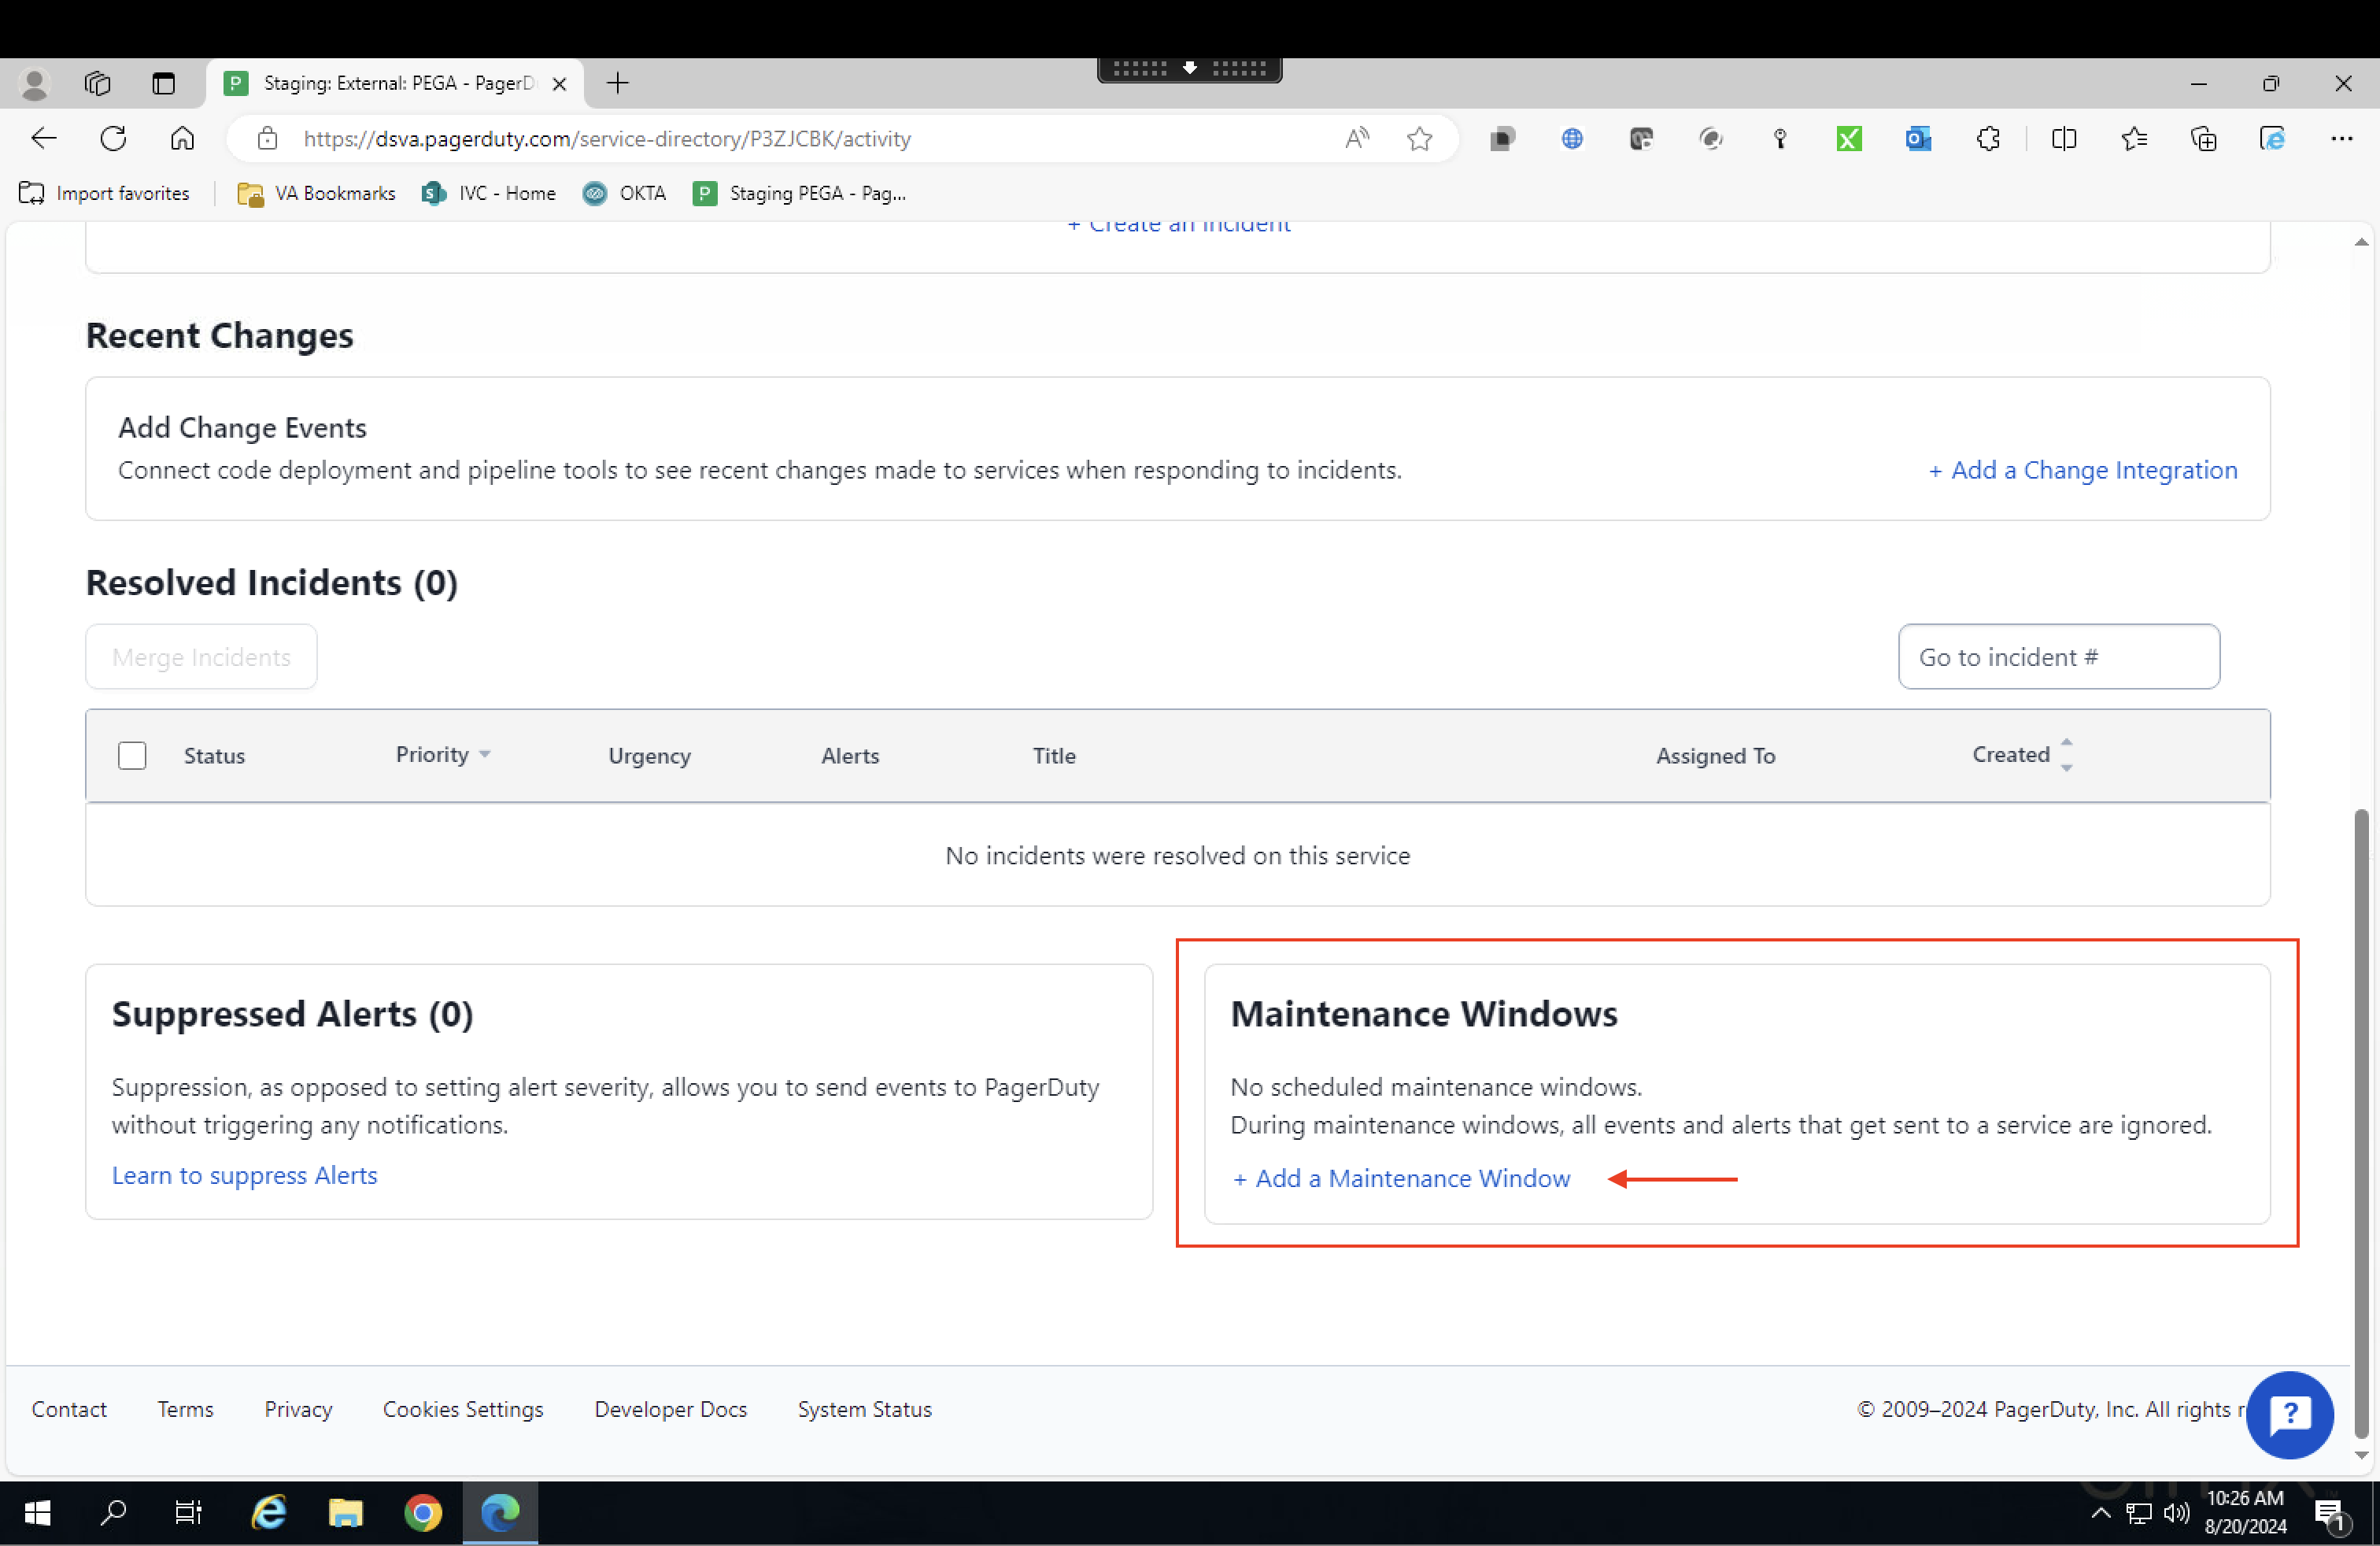 Staging: External: PEGA - PagerD
https://dsva.pagerduty.com/service-directory/P3ZJCBK/activity
Import favorites
VA Bookmarks
IVC - Home
OKTA
Staging PEGA - Pag...
+ Create an Incident
Recent Changes
Add Change Events
Connect code deployment and pipeline tools to see recent changes made to services when responding to incidents.
+ Add a Change Integration
Resolved Incidents (0)
Merge Incidents
Go to incident #
Status Priority Urgency Alerts Title Assigned To Created
No incidents were resolved on this service
Suppressed Alerts (0)
Suppression, as opposed to setting alert severity, allows you to send events to PagerDuty
without triggering any notifications.
Learn to suppress Alerts
Maintenance Windows
No scheduled maintenance windows.
During maintenance windows, all events and alerts that get sent to a service are ignored.
+ Add a Maintenance Window
Contact Terms Privacy Cookies Settings Developer Docs System Status
© 2009–2024 PagerDuty, Inc. All rights r
10:26 AM
8/20/2024
1